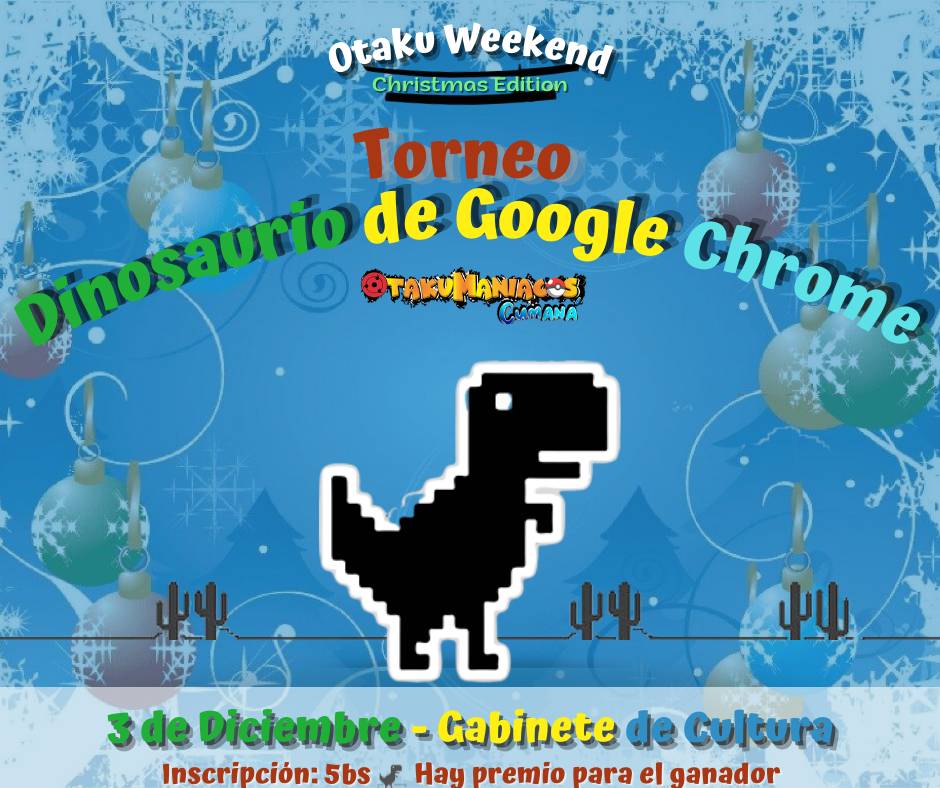 Otaku Weekend
Christmas Edition
Torneo
Dinosaurio de Google Chrome
OtakuManiacos
Cumaná
3 de Diciembre - Gabinete de Cultura
Inscripción: 5bs Hay premio para el ganador